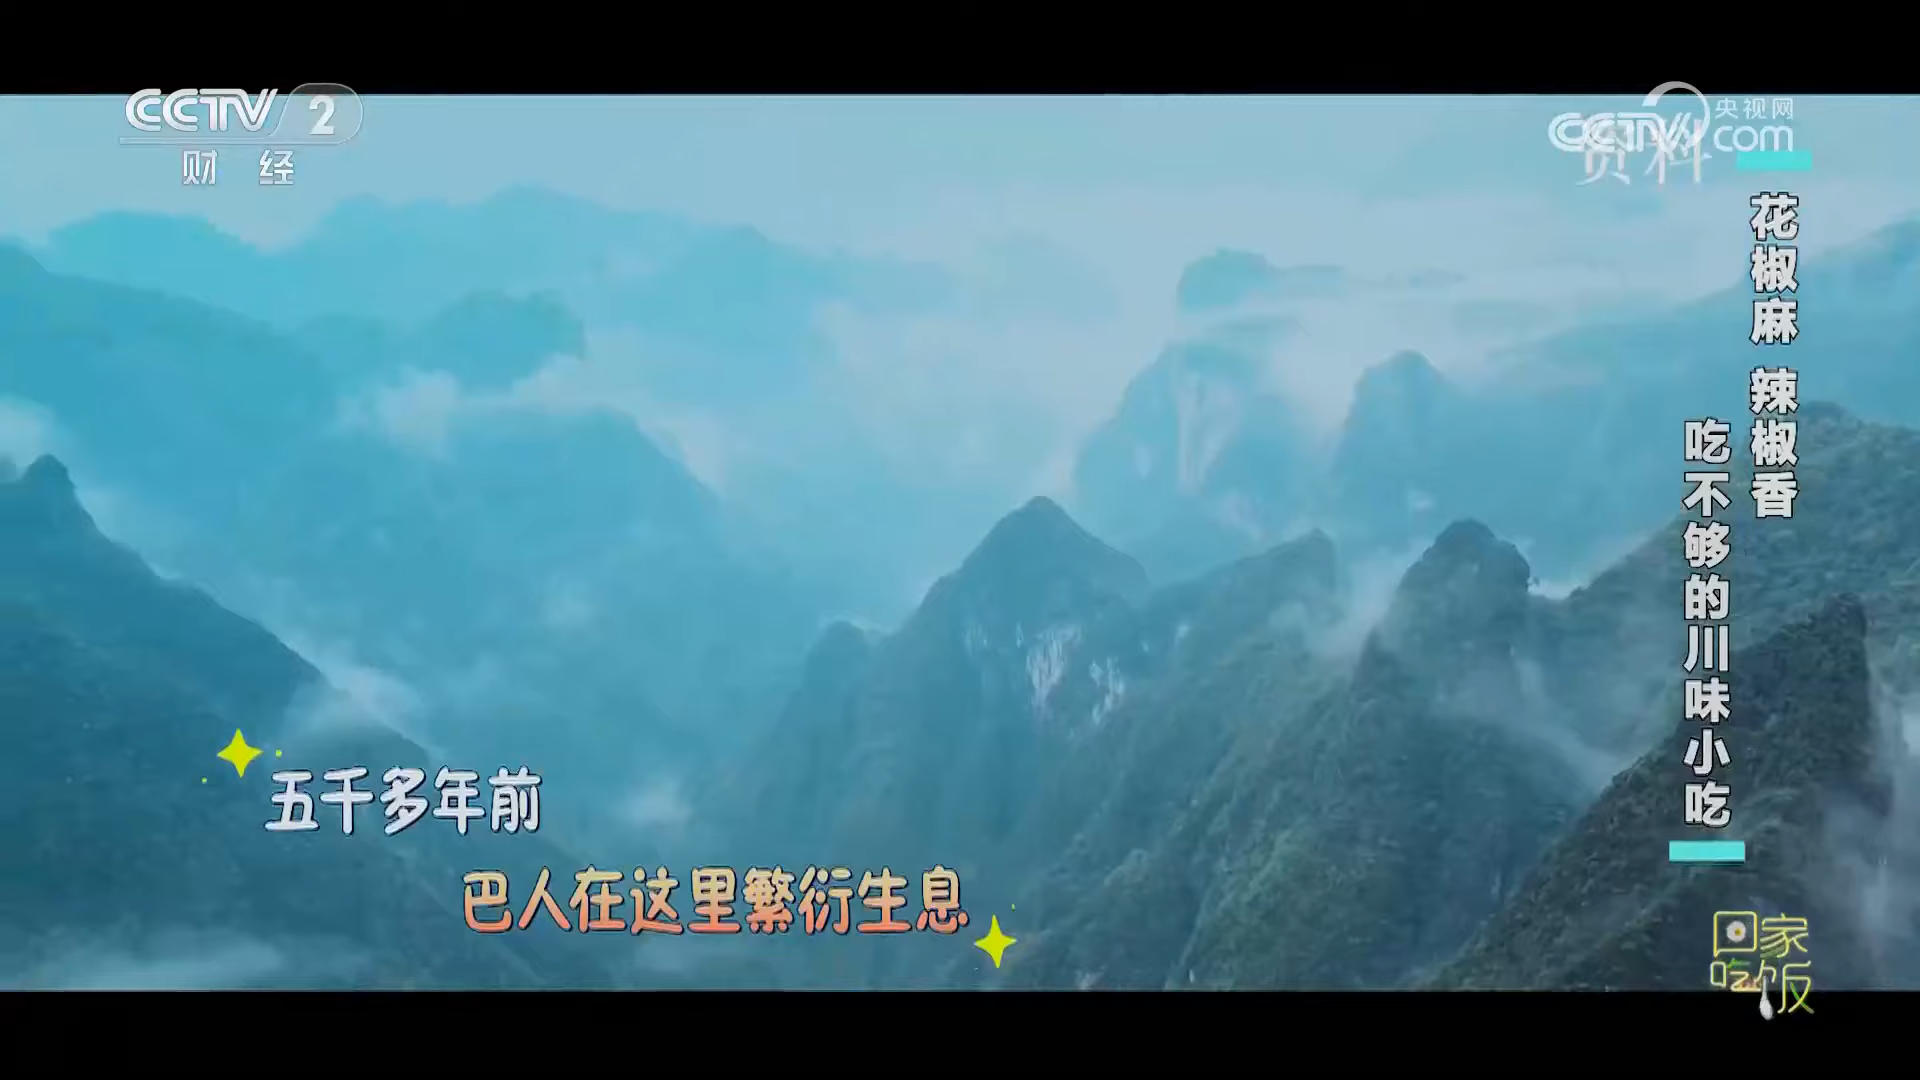 CCTV 2
财经
央视网
CCTV com
资料
花椒麻 辣椒香
吃不够的川味小吃
五千多年前
巴人在这里繁衍生息
回家
吃饭